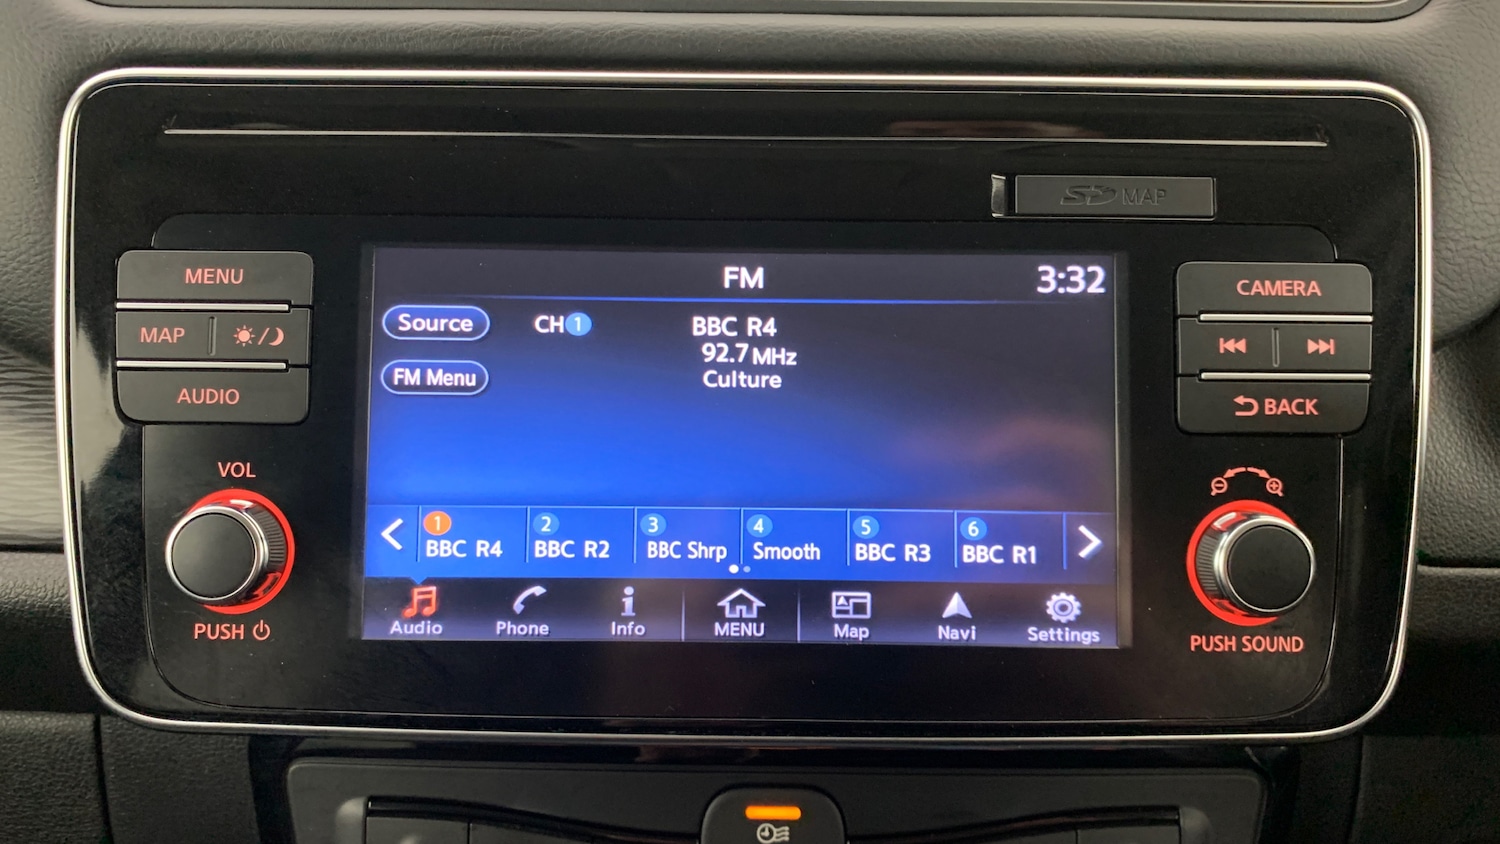 SD MAP
FM 3:32
MENU
MAP
AUDIO
Source CH 1 BBC R4
92.7 MHz
FM Menu Culture
CAMERA
BACK
1 BBC R4 2 BBC R2 3 BBC Shrp 4 Smooth 5 BBC R3 6 BBC R1
Audio Phone Info MENU Map Navi Settings
VOL
PUSH
PUSH SOUND